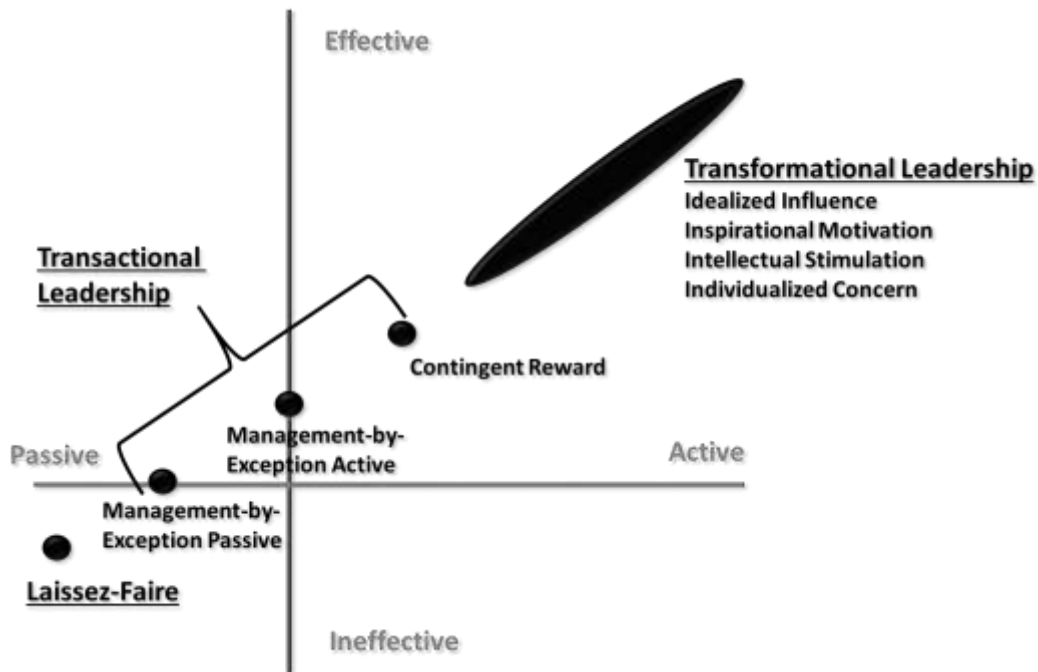 Effective
Transformational Leadership
Idealized Influence
Inspirational Motivation
Intellectual Stimulation
Individualized Concern
Transactional
Leadership
Contingent Reward
Management-by-
Exception Active
Passive
Active
Management-by-
Exception Passive
Laissez-Faire
Ineffective